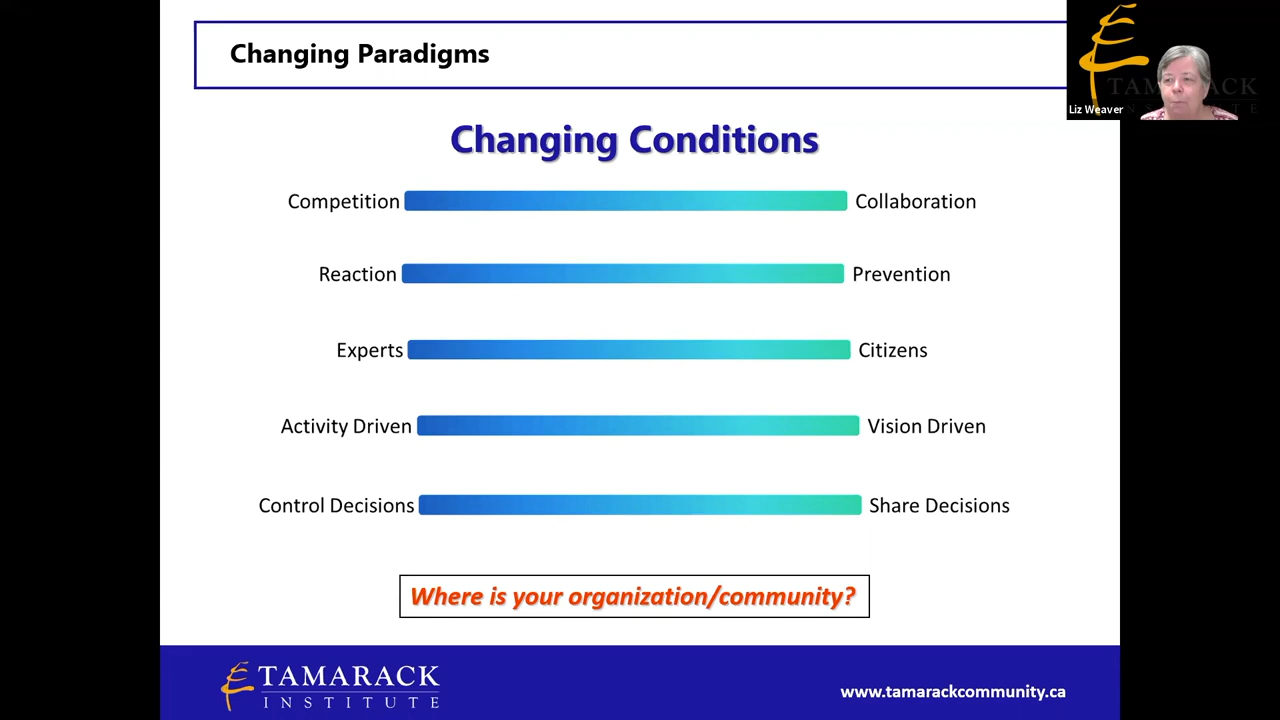 Changing Paradigms
TAMARACK
Liz Weaver
Changing Conditions
Competition Collaboration
Reaction Prevention
Experts Citizens
Activity Driven Vision Driven
Control Decisions Share Decisions
Where is your organization/community?
TAMARACK
INSTITUTE
www.tamarackcommunity.ca